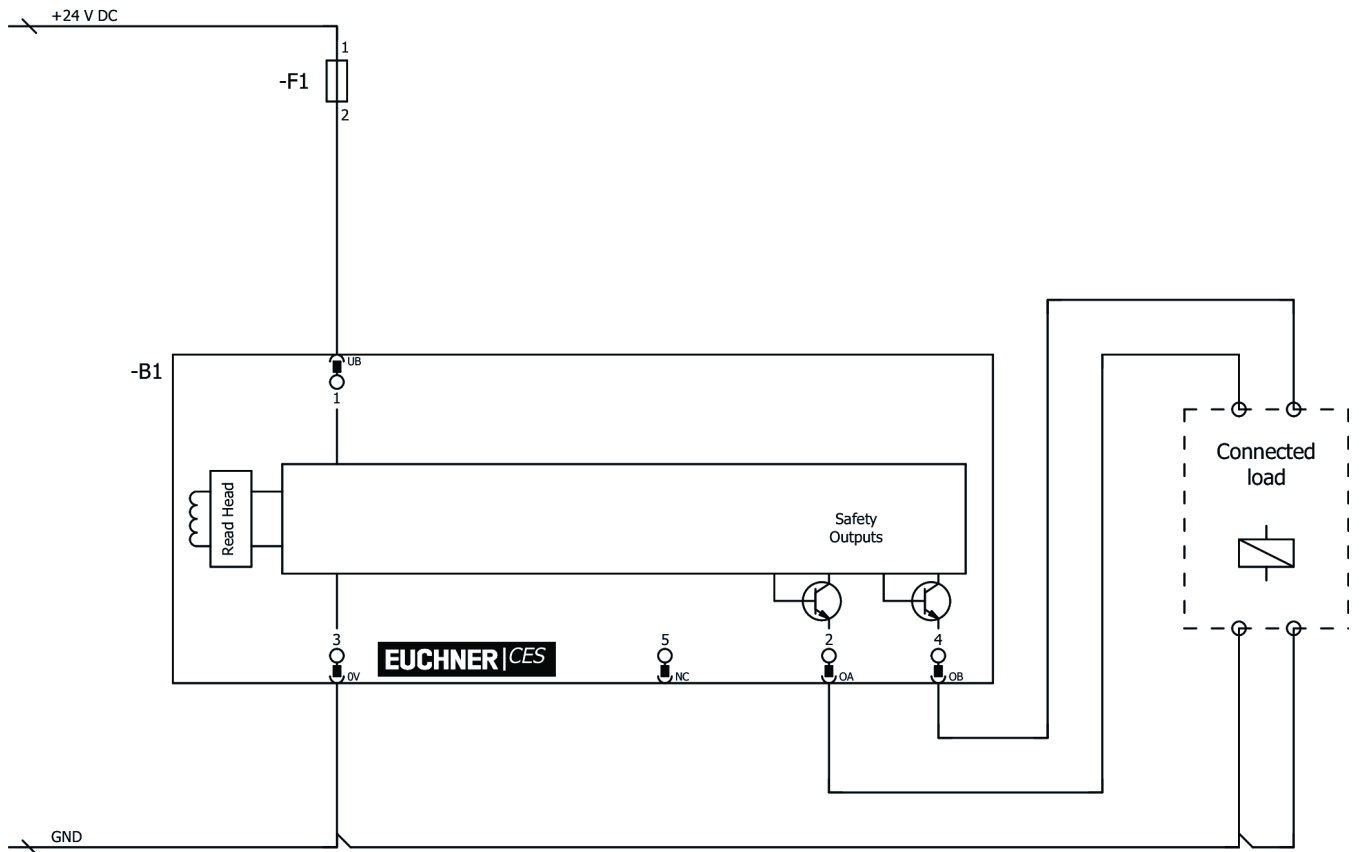 +24 V DC
1
-F1
2
-B1
UB
1
Connected
load
Read Head
Safety
Outputs
3
5
2
4
EUCHNER|CES
0V
NC
OA
OB
GND